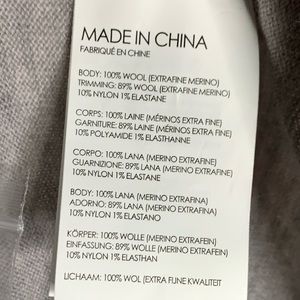 MADE IN CHINA
FABRIQUÉ EN CHINE
BODY: 100% WOOL (EXTRAFINE MERINO)
TRIMMING: 89% WOOL (EXTRAFINE MERINO)
10% NYLON 1% ELASTANE
CORPS: 100% LAINE (MÉRINOS EXTRA FINE)
GARNITURE: 89% LAINE (MÉRINOS EXTRA FINE)
10% POLYAMIDE 1% ELASTHANNE
CORPO: 100% LANA (MERINO EXTRAFINE)
GUARNIZIONE: 89% LANA (MERINO EXTRAFINE)
10% NYLON 1% ELASTANE
BODY: 100% LANA (MERINO EXTRAFINA)
ADORNO: 89% LANA (MERINO EXTRAFINA)
10% NYLON 1% ELASTANO
KÖRPER: 100% WOLLE (MERINO EXTRAFEIN)
EINFASSUNG: 89% WOLLE (MERINO EXTRAFEIN)
10% NYLON 1% ELASTHAN
LICHAAM: 100% WOL (EXTRA FIJNE KWALITEIT